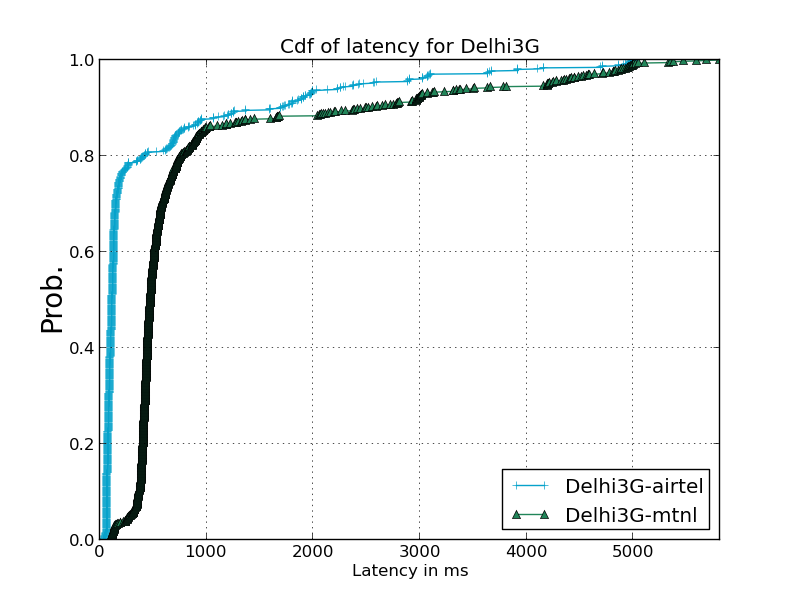 Cdf of latency for Delhi3G
Prob.
1.0
0.8
0.6
0.4
0.2
0.0
0 1000 2000 3000 4000 5000
Latency in ms
Delhi3G-airtel
Delhi3G-mtnl